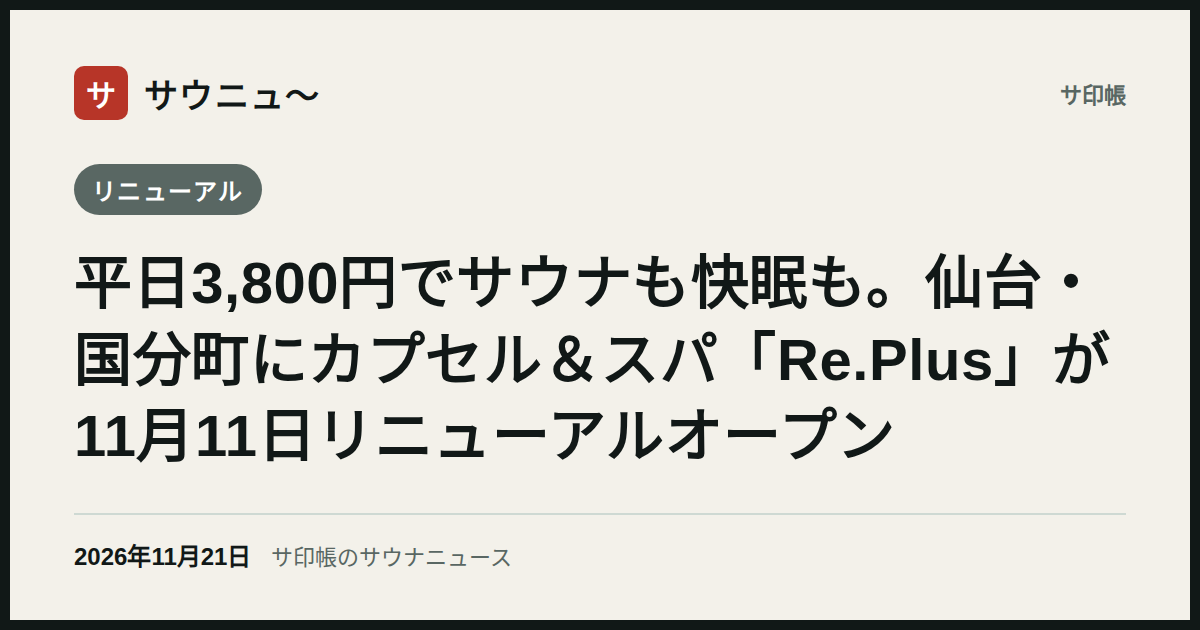 サ サウニュ〜
サ印帳
リニューアル
平日3,800円でサウナも快眠も。仙台・
国分町にカプセル＆スパ「Re.Plus」が
11月11日リニューアルオープン
2026年11月21日 サ印帳のサウナニュース